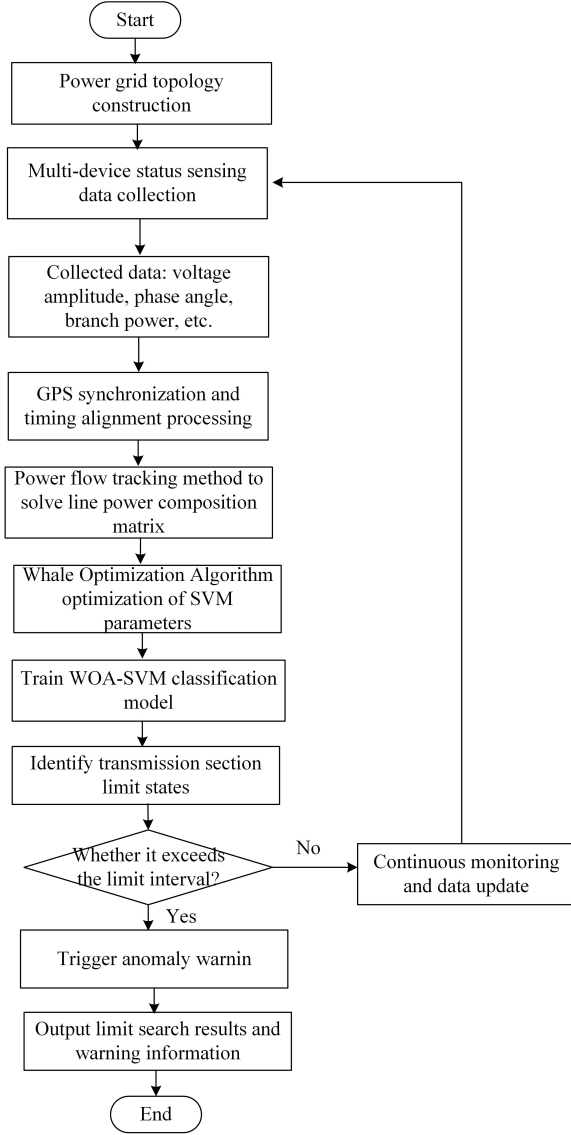 Start
Power grid topology
construction
Multi-device status sensing
data collection
Collected data: voltage
amplitude, phase angle,
branch power, etc.
GPS synchronization and
timing alignment processing
Power flow tracking method to
solve line power composition
matrix
Whale Optimization Algorithm
optimization of SVM
parameters
Train WOA-SVM classification
model
Identify transmission section
limit states
Whether it exceeds
the limit interval?
No
Continuous monitoring
and data update
Yes
Trigger anomaly warnin
Output limit search results and
warning information
End